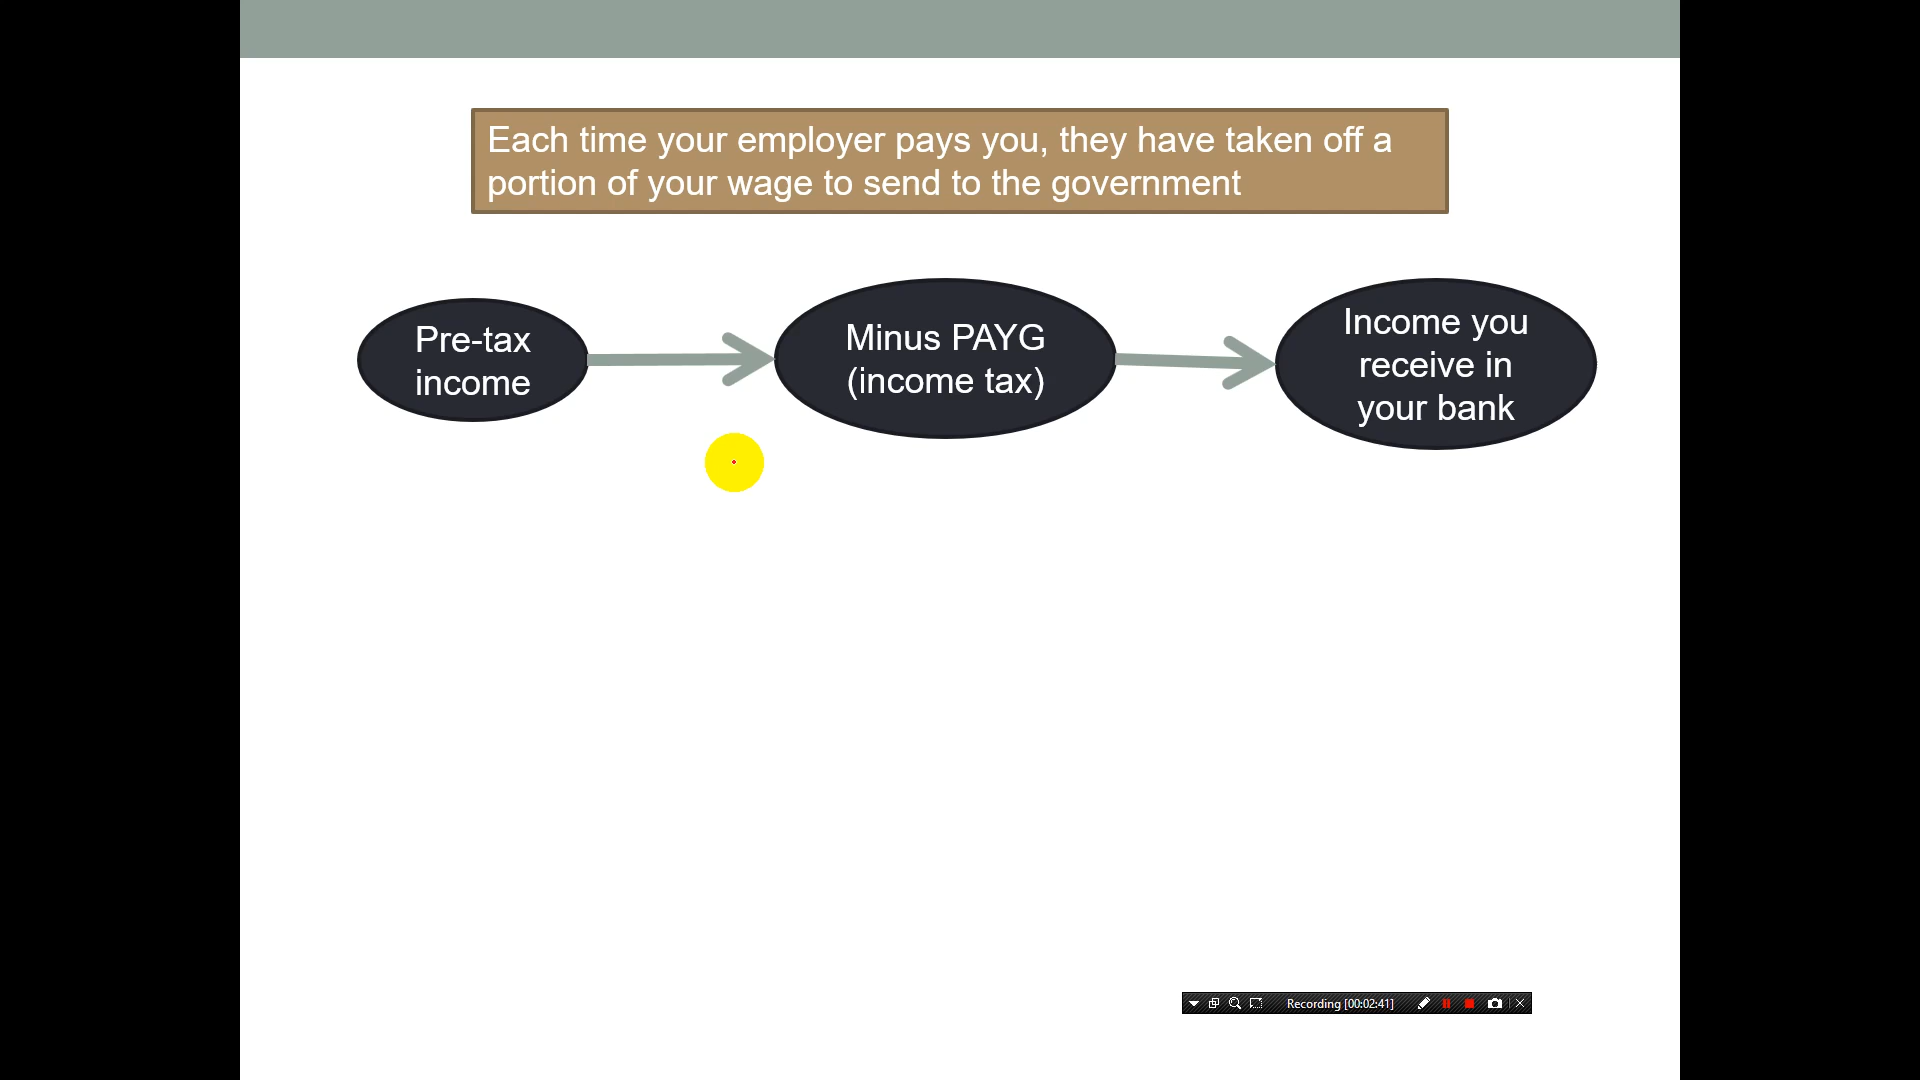 Each time your employer pays you, they have taken off a
portion of your wage to send to the government
Pre-tax
income
Minus PAYG
(income tax)
Income you
receive in
your bank
Recording [00:02:41]